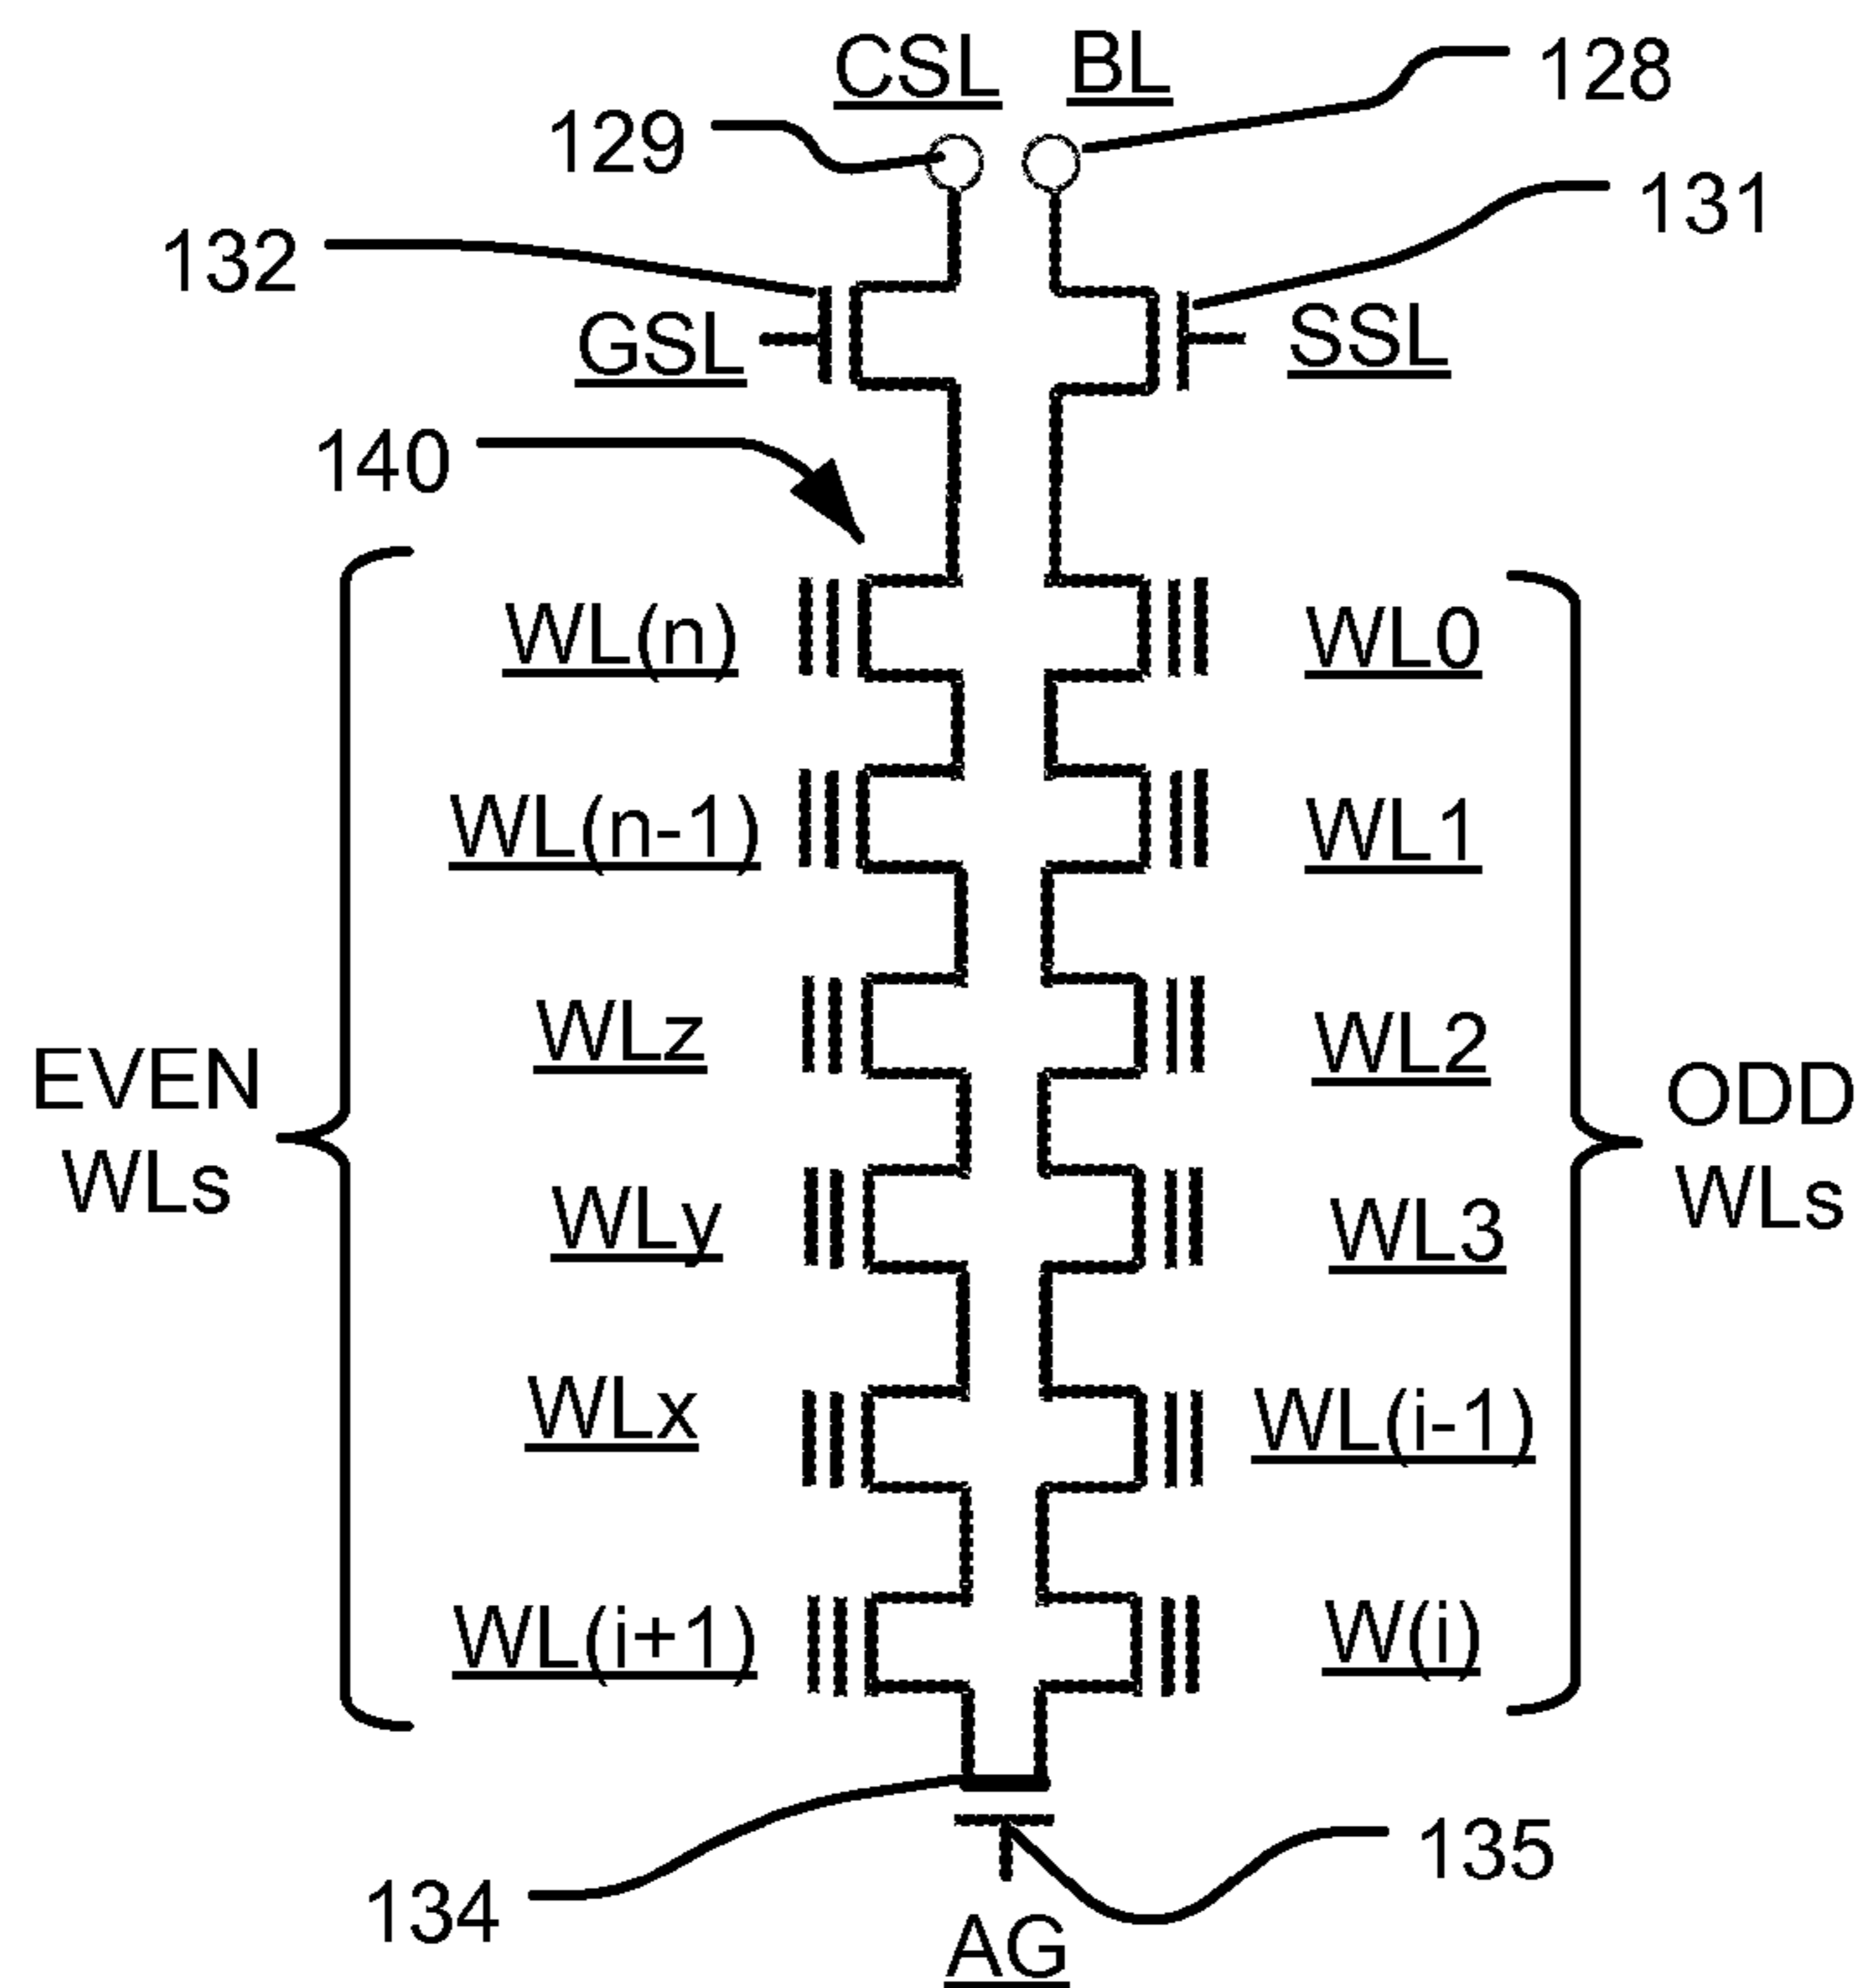 CSL BL
128
129
131
132
GSL
SSL
140
WL(n)
WL0
WL(n-1)
WL1
WLz
WL2
EVEN
WLs
ODD
WLs
WLy
WL3
WLx
WL(i-1)
WL(i+1)
W(i)
134
135
AG